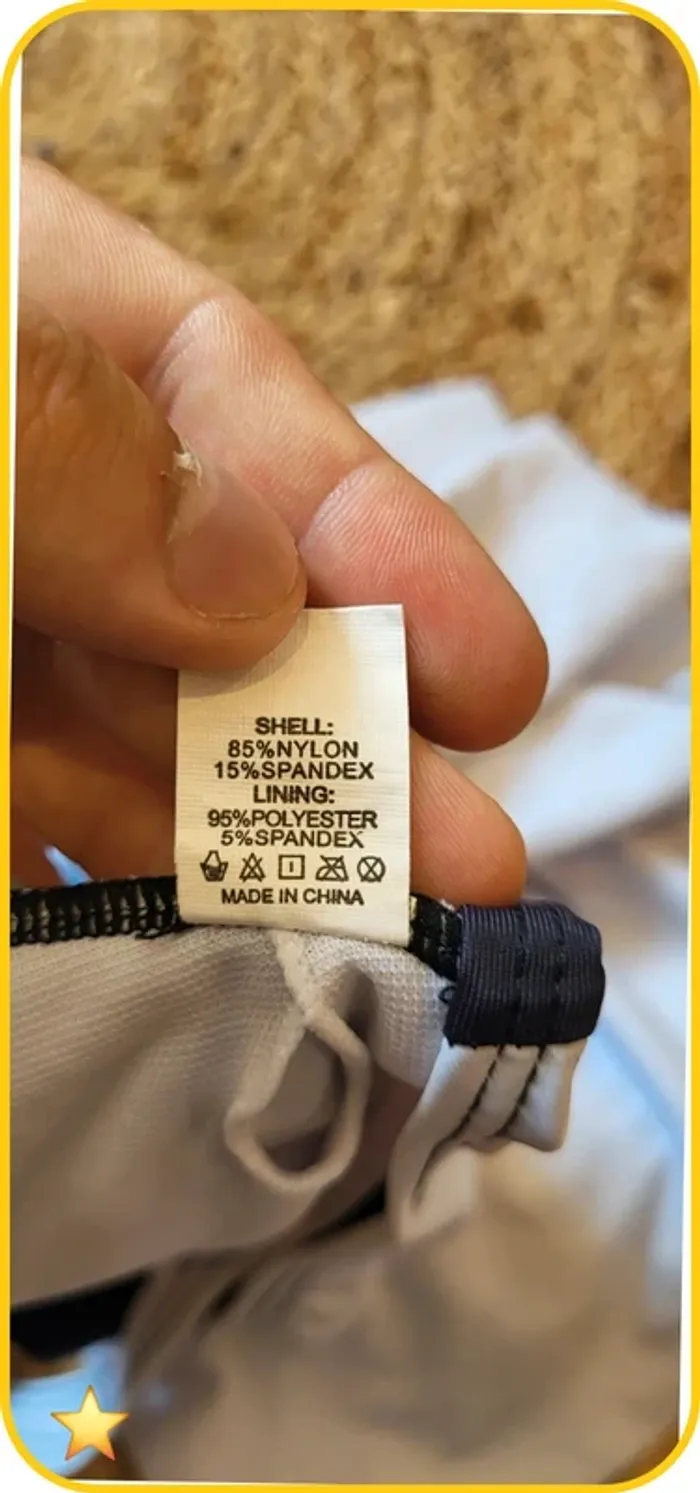 SHELL:
85%NYLON
15%SPANDEX
LINING:
95%POLYESTER
5%SPANDEX
MADE IN CHINA